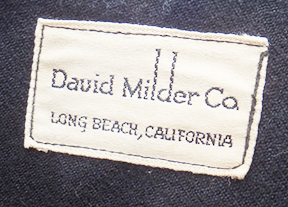 David Milder Co.
LONG BEACH, CALIFORNIA